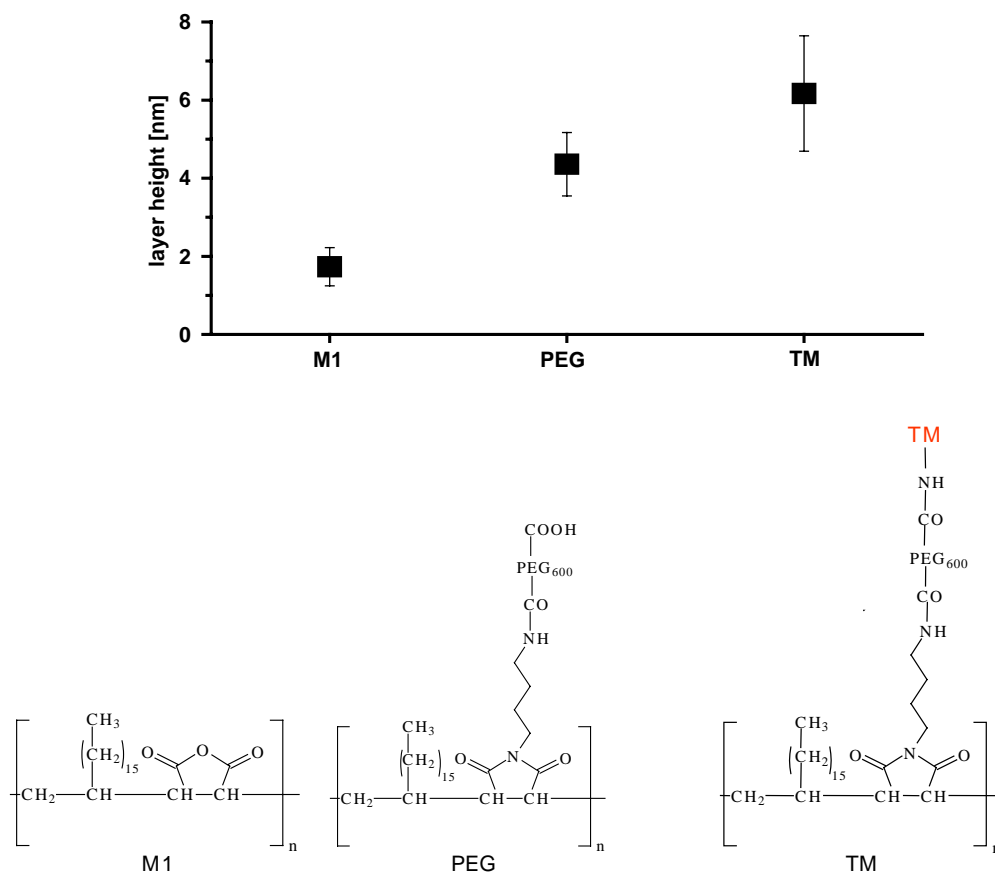 8
6
4
2
0
layer height [nm]
M1 PEG TM
TM
NH
CO
PEG600
CO
NH
CH3
(CH2)15
O O O
N
CH2 CH CH CH
n
TM
COOH
PEG600
CO
NH
CH3
(CH2)15
O N O
CH2 CH CH CH
n
PEG
CH3
(CH2)15
O O O
CH2 CH CH CH
n
M1